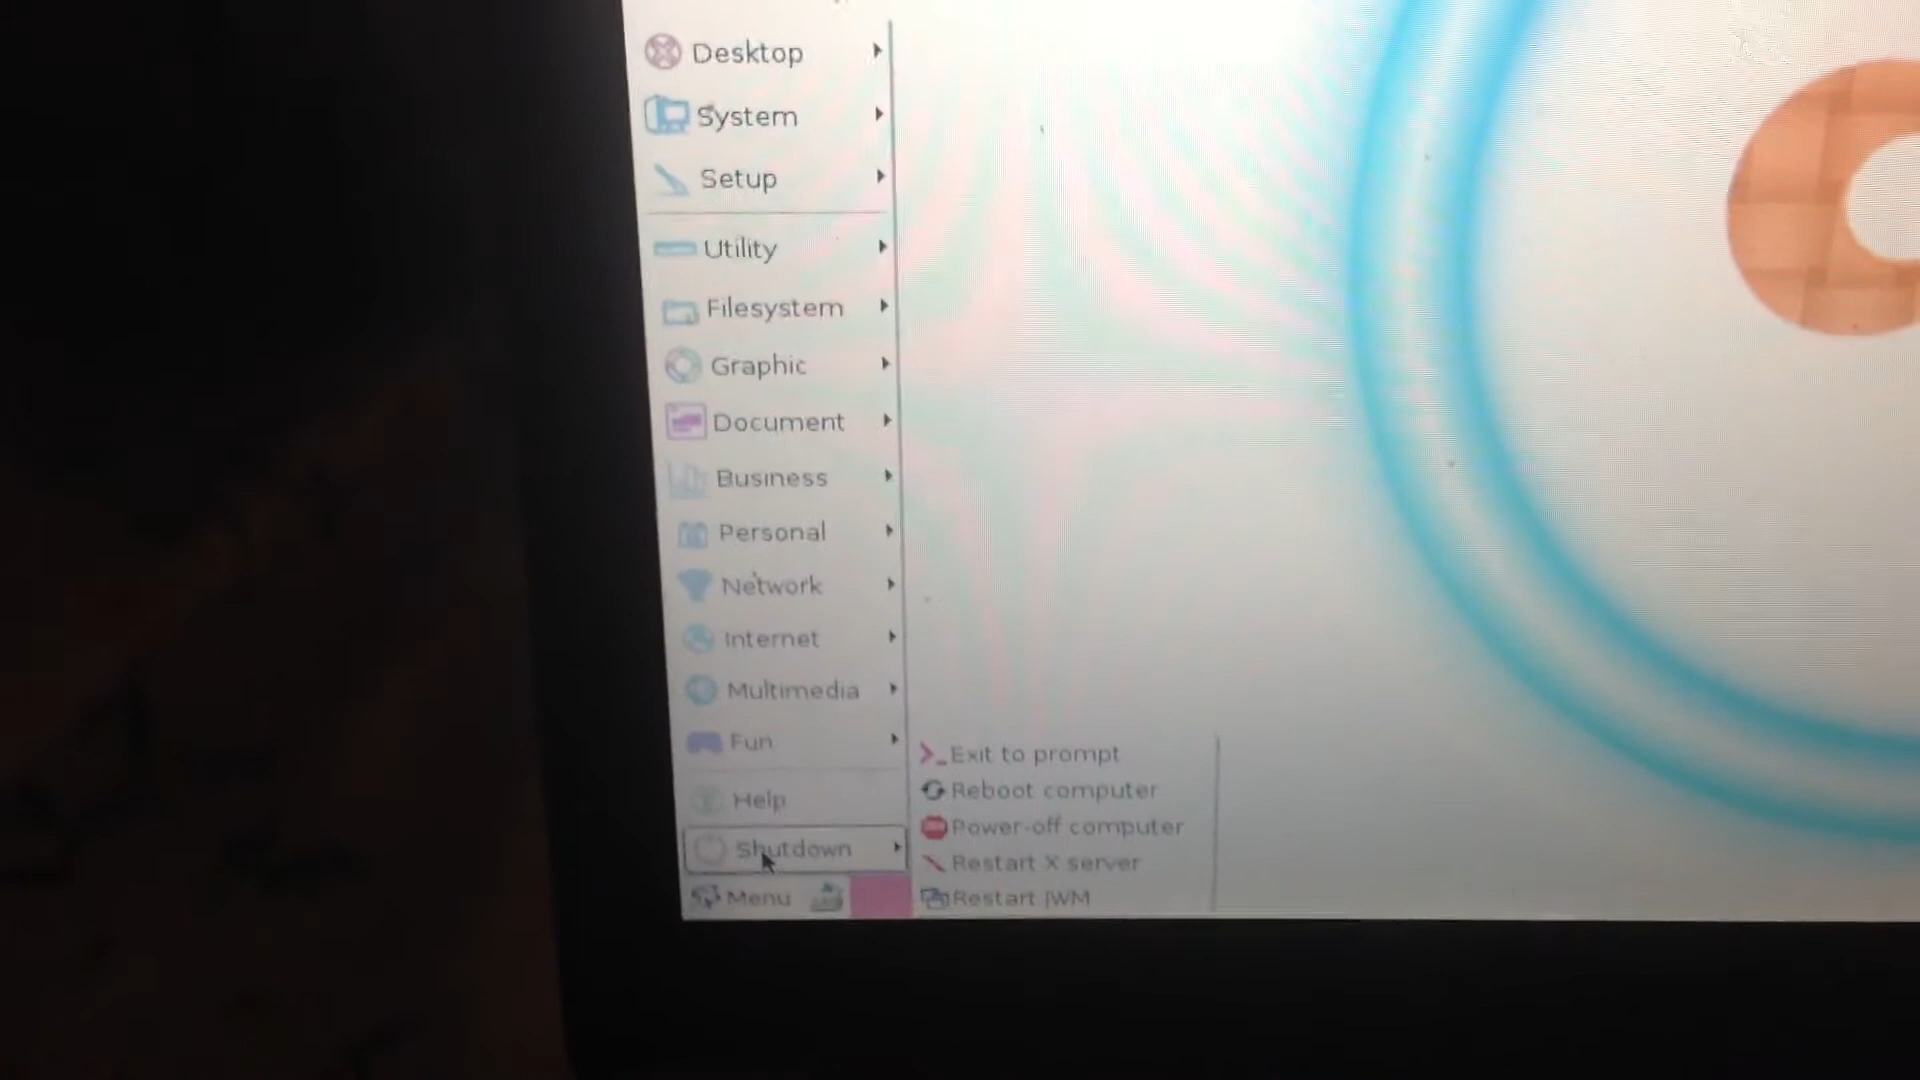 Desktop
System
Setup
Utility
Filesystem
Graphic
Document
Business
Personal
Network
Internet
Multimedia
Fun
Help
Shutdown
Menu
Exit to prompt
Reboot computer
Power-off computer
Restart X server
Restart JWM